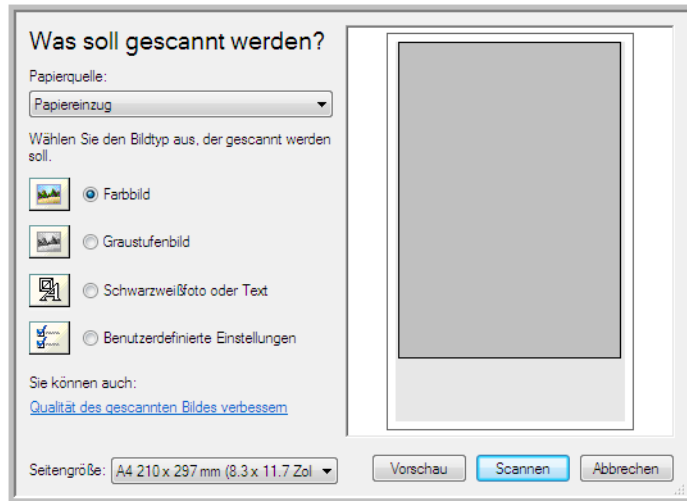 Was soll gescannt werden?
Papierquelle:
Papiereinzug
Wählen Sie den Bildtyp aus, der gescannt werden
soll.
Farbbild
Graustufenbild
Schwarzweißfoto oder Text
Benutzerdefinierte Einstellungen
Sie können auch:
Qualität des gescannten Bildes verbessern
Seitengröße: A4 210 x 297 mm (8.3 x 11.7 Zol
Vorschau Scannen Abbrechen